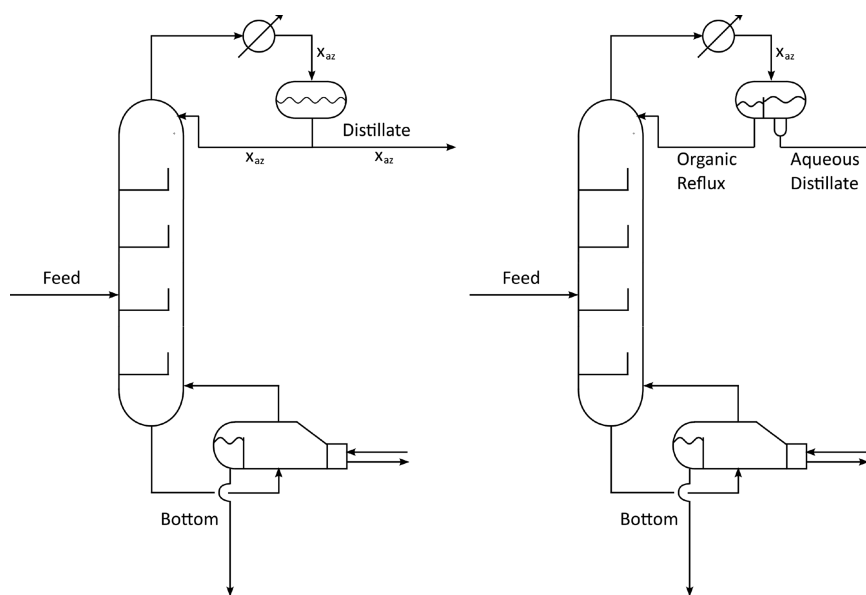 x_az
Distillate
x_az
x_az
Feed
Bottom
x_az
Organic
Reflux
Aqueous
Distillate
Feed
Bottom